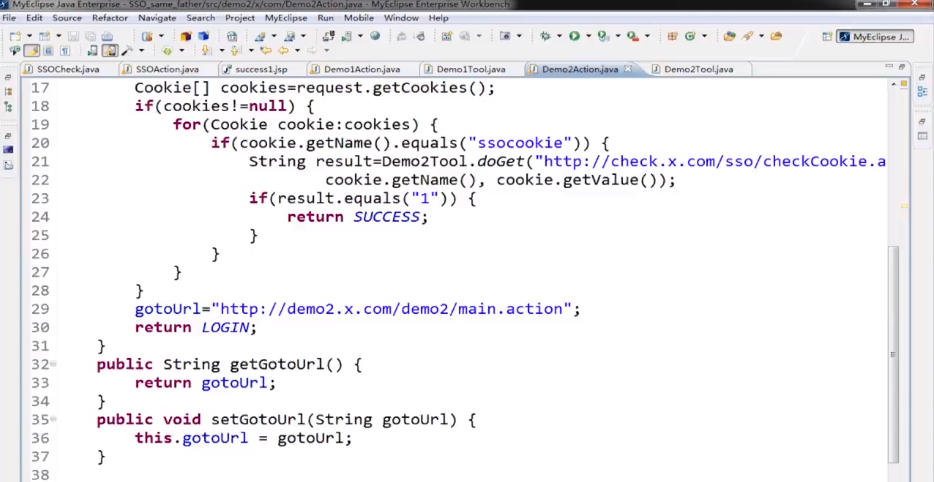 MyEclipse Java Enterprise - SSO_same_father/src/demo2/x/com/Demo2Action.java - MyEclipse Enterprise Workbench
File Edit Source Refactor Navigate Search Project MyEclipse Run Mobile Window Help
MyEclipse J...
SSOCheck.java SSOAction.java success1.jsp Demo1Action.java Demo1Tool.java Demo2Action.java Demo2Tool.java
17 Cookie[] cookies=request.getCookies();
18 if(cookies!=null) {
19 for(Cookie cookie:cookies) {
20 if(cookie.getName().equals("ssocookie")) {
21 String result=Demo2Tool.doGet("http://check.x.com/sso/checkCookie.a
22 cookie.getName(), cookie.getValue());
23 if(result.equals("1")) {
24 return SUCCESS;
25 }
26 }
27 }
28 }
29 gotoUrl="http://demo2.x.com/demo2/main.action";
30 return LOGIN;
31 }
32 public String getGotoUrl() {
33 return gotoUrl;
34 }
35 public void setGotoUrl(String gotoUrl) {
36 this.gotoUrl = gotoUrl;
37 }
38